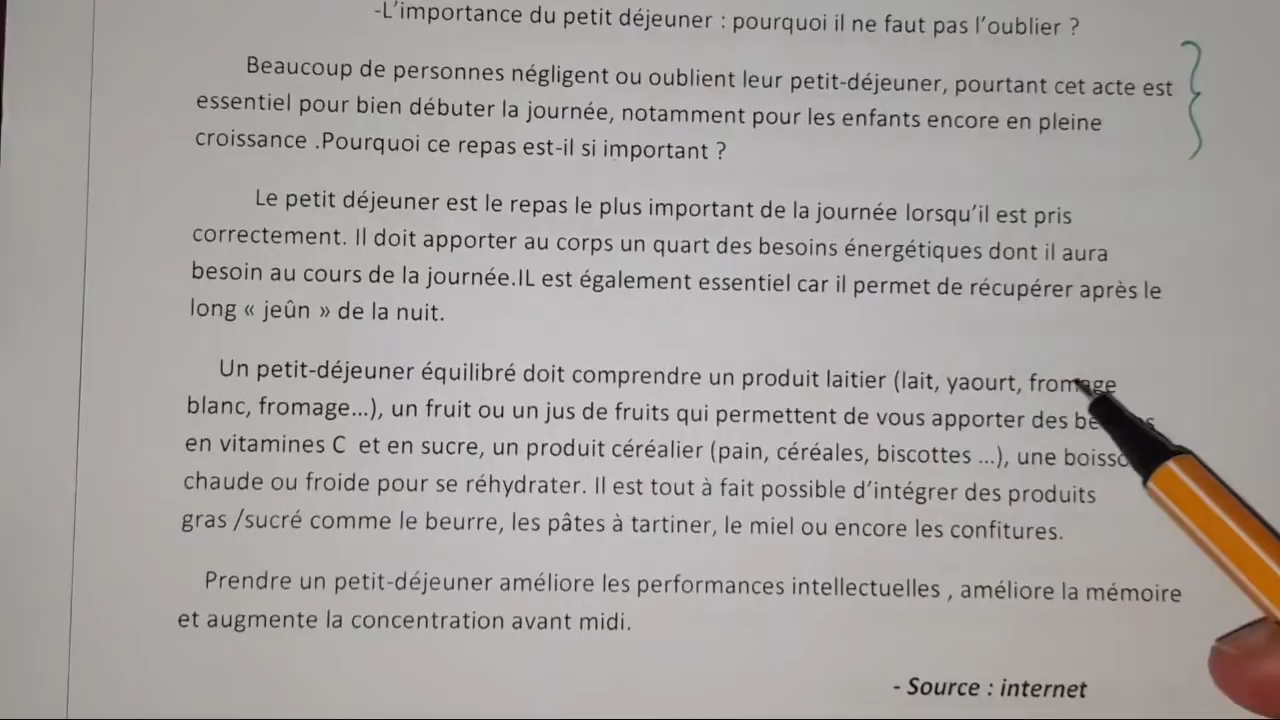 -L'importance du petit déjeuner : pourquoi il ne faut pas l'oublier ?
Beaucoup de personnes négligent ou oublient leur petit-déjeuner, pourtant cet acte est
essentiel pour bien débuter la journée, notamment pour les enfants encore en pleine
croissance .Pourquoi ce repas est-il si important ?
Le petit déjeuner est le repas le plus important de la journée lorsqu'il est pris
correctement. Il doit apporter au corps un quart des besoins énergétiques dont il aura
besoin au cours de la journée.IL est également essentiel car il permet de récupérer après le
long « jeûn » de la nuit.
Un petit-déjeuner équilibré doit comprendre un produit laitier (lait, yaourt, fromage
blanc, fromage...), un fruit ou un jus de fruits qui permettent de vous apporter des
en vitamines C et en sucre, un produit céréalier (pain, céréales, biscottes ...), une boisson
chaude ou froide pour se réhydrater. Il est tout à fait possible d'intégrer des produits
gras /sucré comme le beurre, les pâtes à tartiner, le miel ou encore les confitures.
Prendre un petit-déjeuner améliore les performances intellectuelles , améliore la mémoire
et augmente la concentration avant midi.
- Source : internet